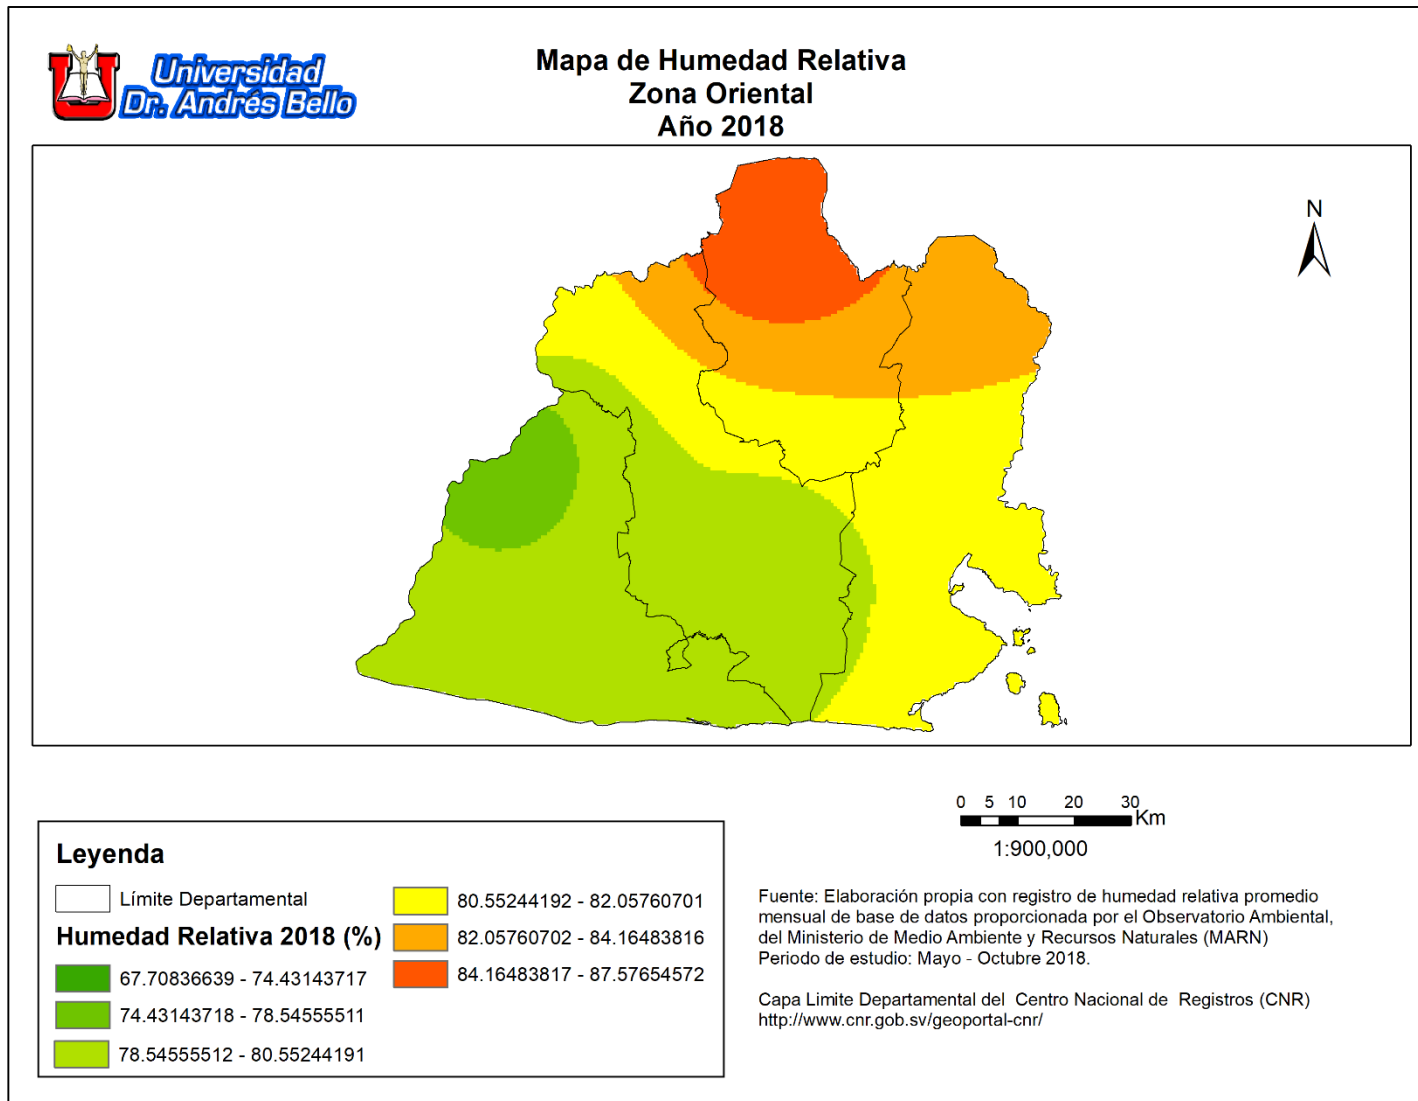 Universidad
Dr. Andrés Bello
Mapa de Humedad Relativa
Zona Oriental
Año 2018
N
0 5 10 20 30
Km
1:900,000
Leyenda
Límite Departamental
Humedad Relativa 2018 (%)
67.70836639 - 74.43143717
74.43143718 - 78.54555511
78.54555512 - 80.55244191
80.55244192 - 82.05760701
82.05760702 - 84.16483816
84.16483817 - 87.57654572
Fuente: Elaboración propia con registro de humedad relativa promedio
mensual de base de datos proporcionada por el Observatorio Ambiental,
del Ministerio de Medio Ambiente y Recursos Naturales (MARN)
Periodo de estudio: Mayo - Octubre 2018.
Capa Limite Departamental del Centro Nacional de Registros (CNR)
http://www.cnr.gob.sv/geoportal-cnr/